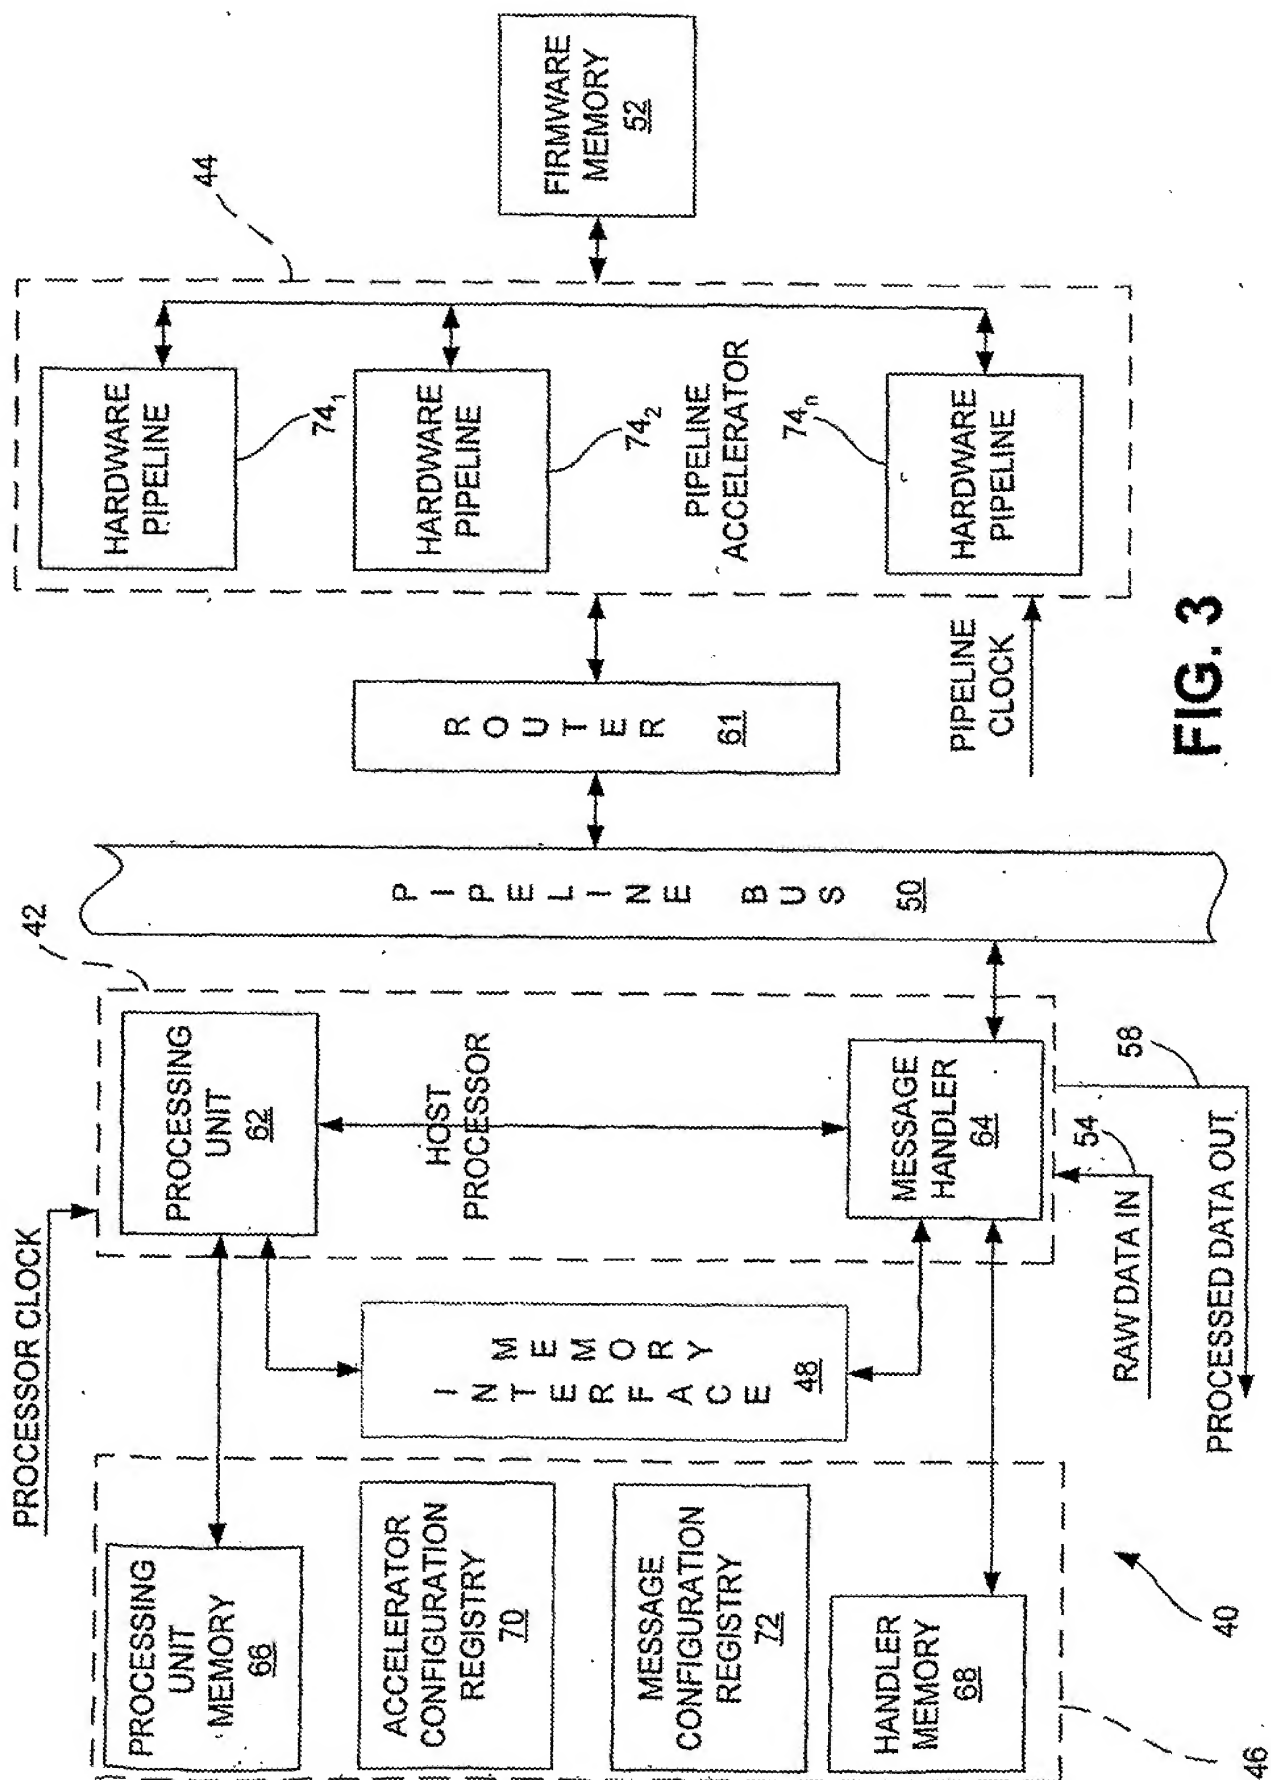 PROCESSOR CLOCK
42
44
PROCESSING
UNIT
MEMORY
66
ACCELERATOR
CONFIGURATION
REGISTRY
70
MESSAGE
CONFIGURATION
REGISTRY
72
HANDLER
MEMORY
68
46
40
MEMORY
INTERFACE
48
PROCESSING
UNIT
62
HOST
PROCESSOR
MESSAGE
HANDLER
64
RAW DATA IN
54
PROCESSED DATA OUT
58
PIPELINE BUS
50
ROUTER
61
PIPELINE
CLOCK
HARDWARE
PIPELINE
74₁
HARDWARE
PIPELINE
74₂
PIPELINE
ACCELERATOR
74ₙ
HARDWARE
PIPELINE
FIRMWARE
MEMORY
52
FIG. 3